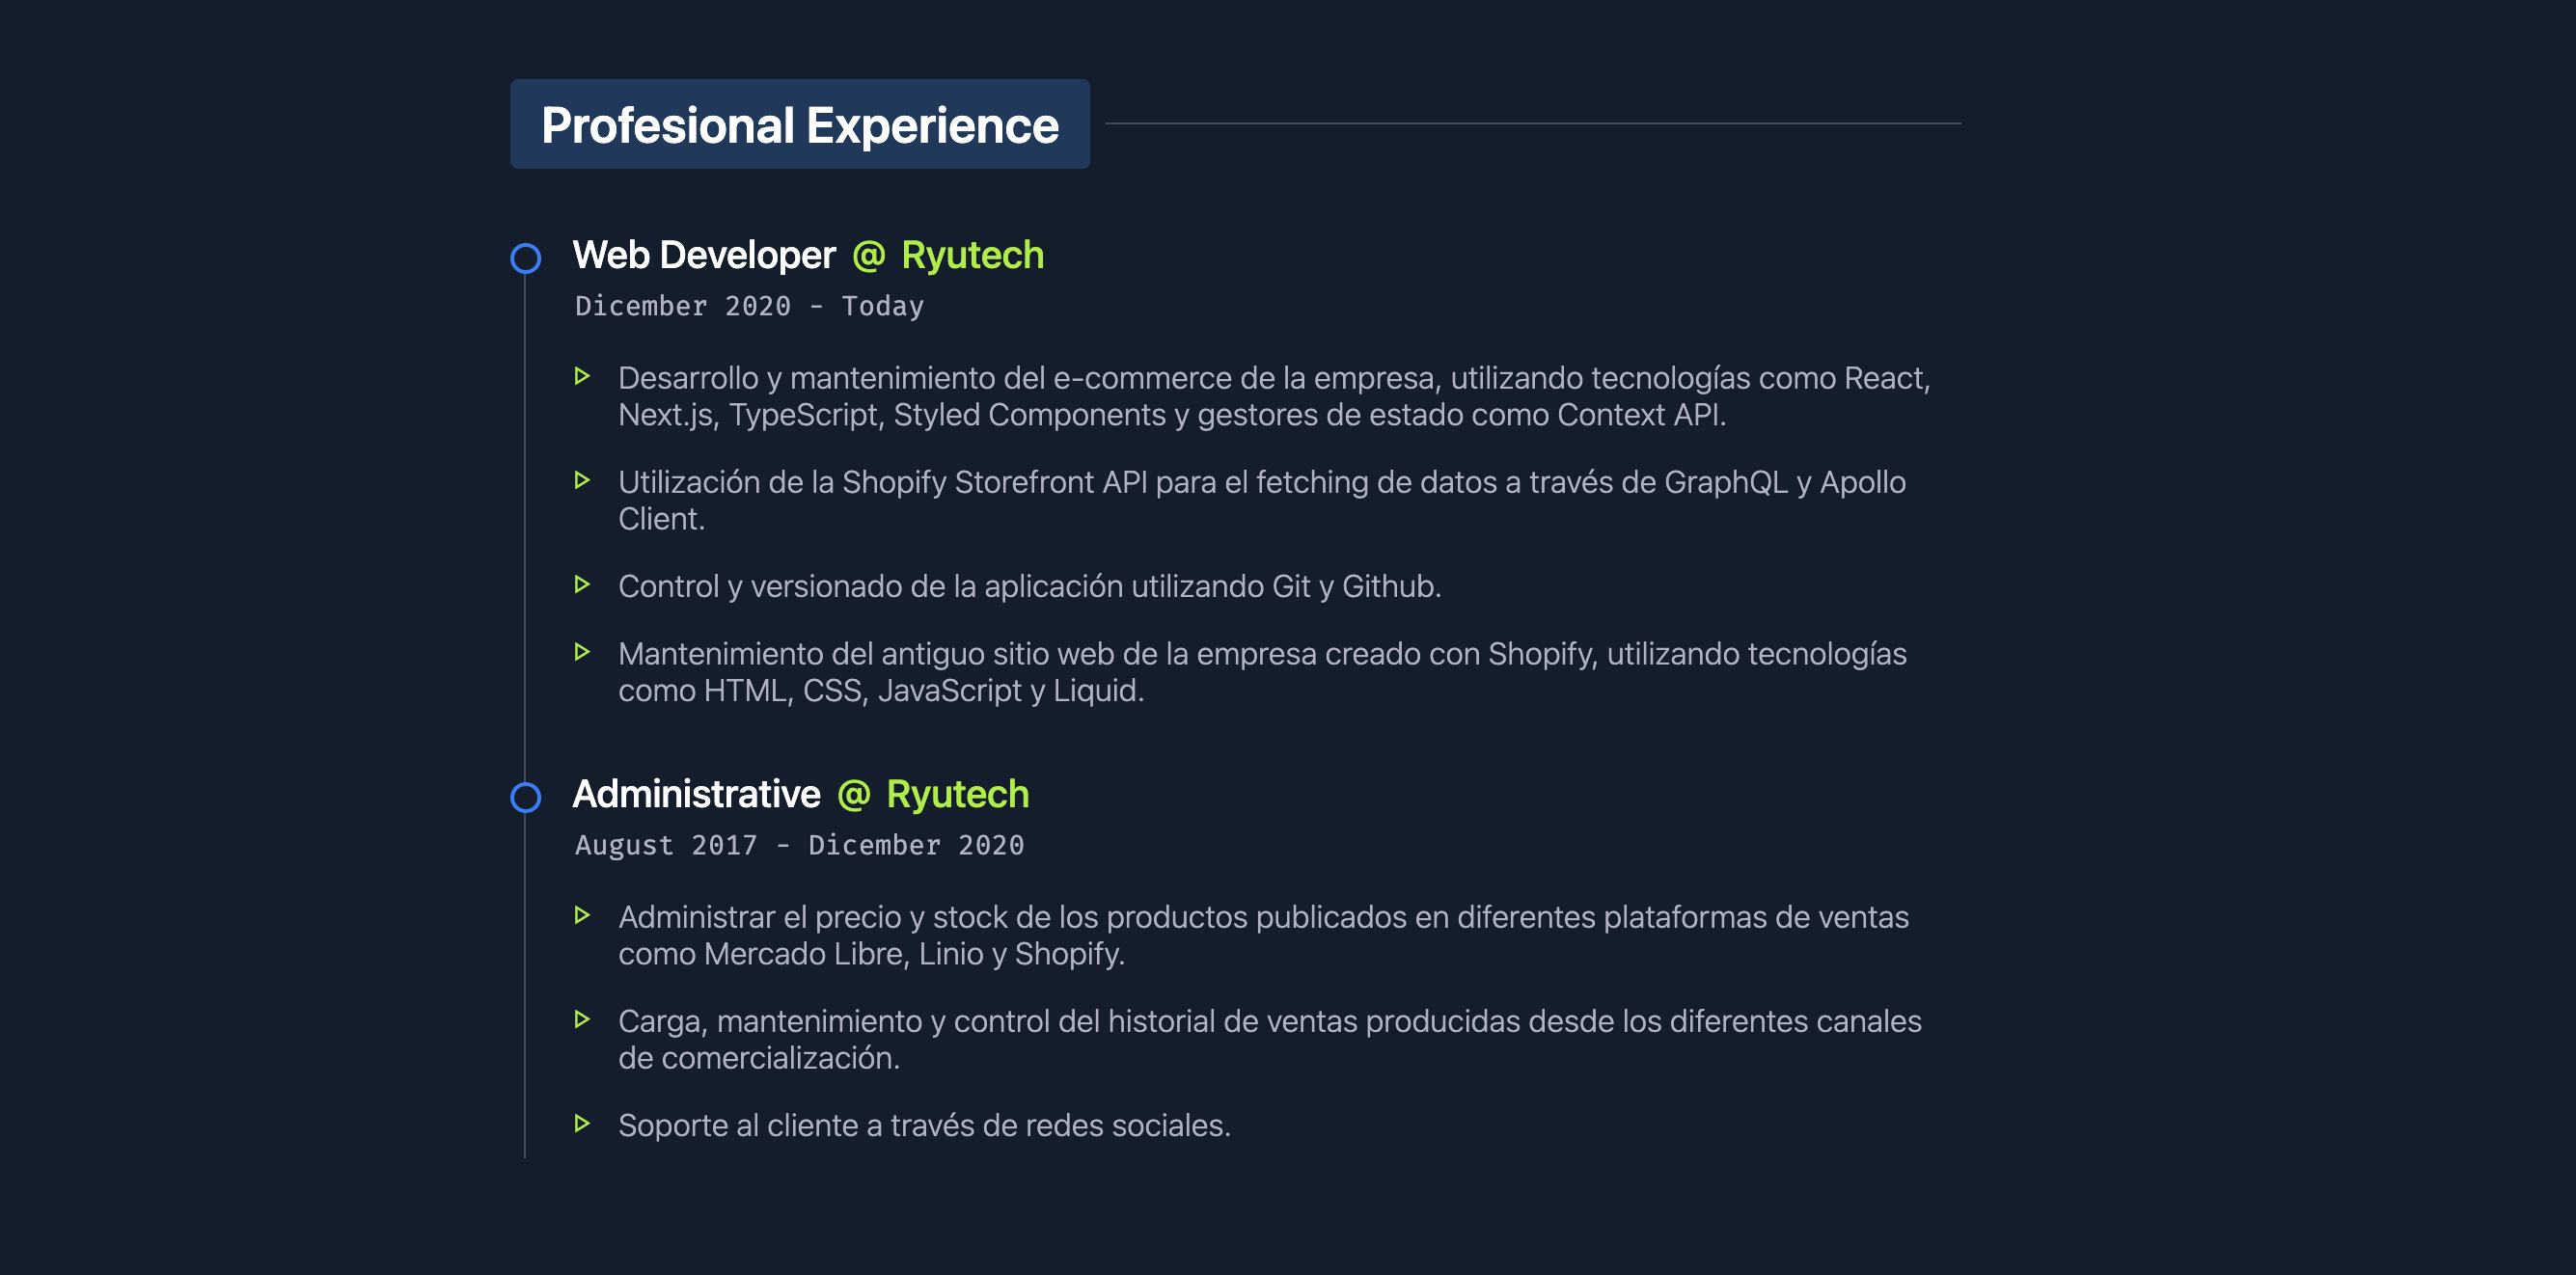 Profesional Experience
Web Developer @ Ryutech
Dicember 2020 - Today
Desarrollo y mantenimiento del e-commerce de la empresa, utilizando tecnologías como React,
Next.js, TypeScript, Styled Components y gestores de estado como Context API.
Utilización de la Shopify Storefront API para el fetching de datos a través de GraphQL y Apollo
Client.
Control y versionado de la aplicación utilizando Git y Github.
Mantenimiento del antiguo sitio web de la empresa creado con Shopify, utilizando tecnologías
como HTML, CSS, JavaScript y Liquid.
Administrative @ Ryutech
August 2017 - Dicember 2020
Administrar el precio y stock de los productos publicados en diferentes plataformas de ventas
como Mercado Libre, Linio y Shopify.
Carga, mantenimiento y control del historial de ventas producidas desde los diferentes canales
de comercialización.
Soporte al cliente a través de redes sociales.